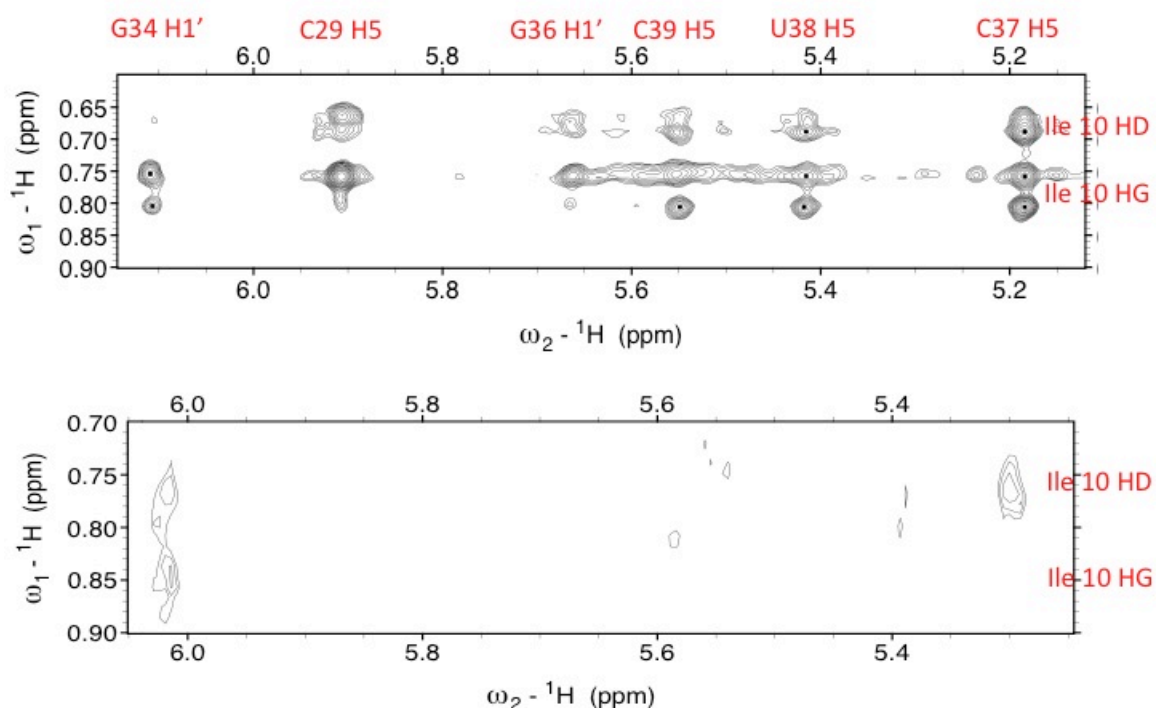 G34 H1’ C29 H5 G36 H1’ C39 H5 U38 H5 C37 H5
6.0 5.8 5.6 5.4 5.2
0.65
0.70
0.75
0.80
0.85
0.90
ω1 - 1H (ppm)
Ile 10 HD
Ile 10 HG
6.0 5.8 5.6 5.4 5.2
ω2 - 1H (ppm)
6.0 5.8 5.6 5.4
0.70
0.75
0.80
0.85
0.90
ω1 - 1H (ppm)
Ile 10 HD
Ile 10 HG
6.0 5.8 5.6 5.4
ω2 - 1H (ppm)